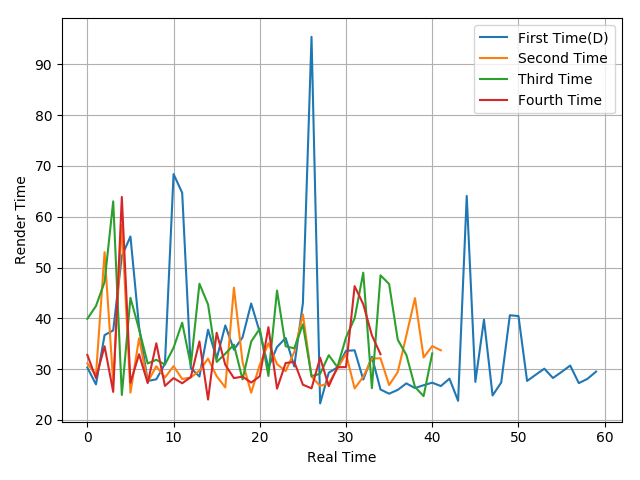 First Time(D)
Second Time
Third Time
Fourth Time
Render Time
90
80
70
60
50
40
30
20
0 10 20 30 40 50 60
Real Time